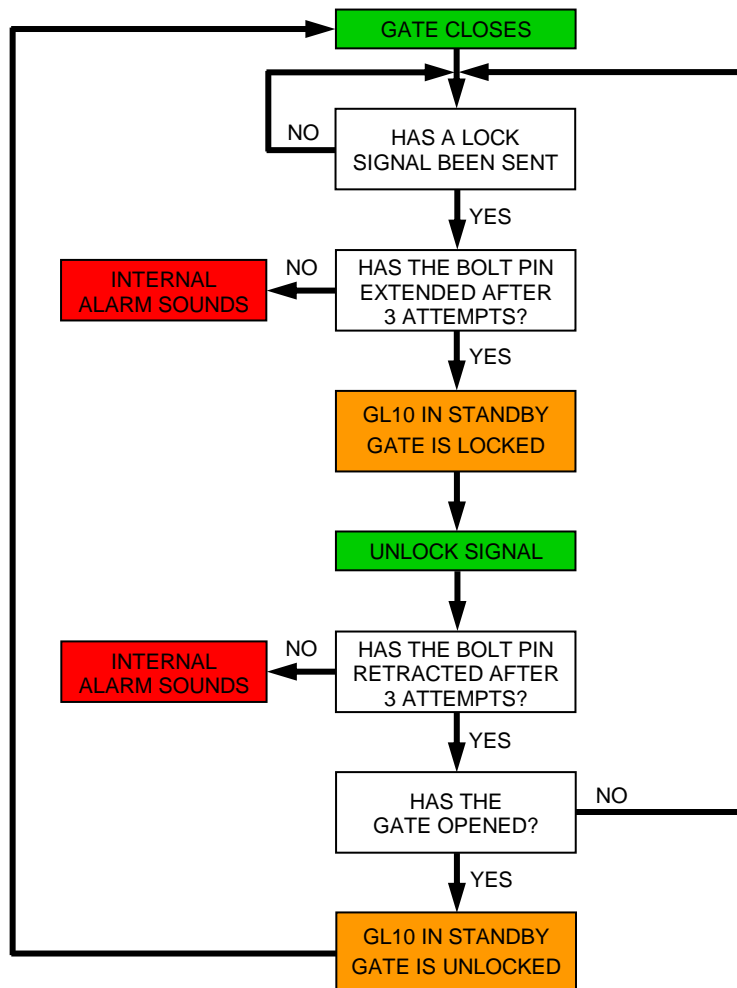 GATE CLOSES
NO
HAS A LOCK
SIGNAL BEEN SENT
YES
INTERNAL
ALARM SOUNDS
NO
HAS THE BOLT PIN
EXTENDED AFTER
3 ATTEMPTS?
YES
GL10 IN STANDBY
GATE IS LOCKED
UNLOCK SIGNAL
INTERNAL
ALARM SOUNDS
NO
HAS THE BOLT PIN
RETRACTED AFTER
3 ATTEMPTS?
YES
HAS THE
GATE OPENED?
NO
YES
GL10 IN STANDBY
GATE IS UNLOCKED